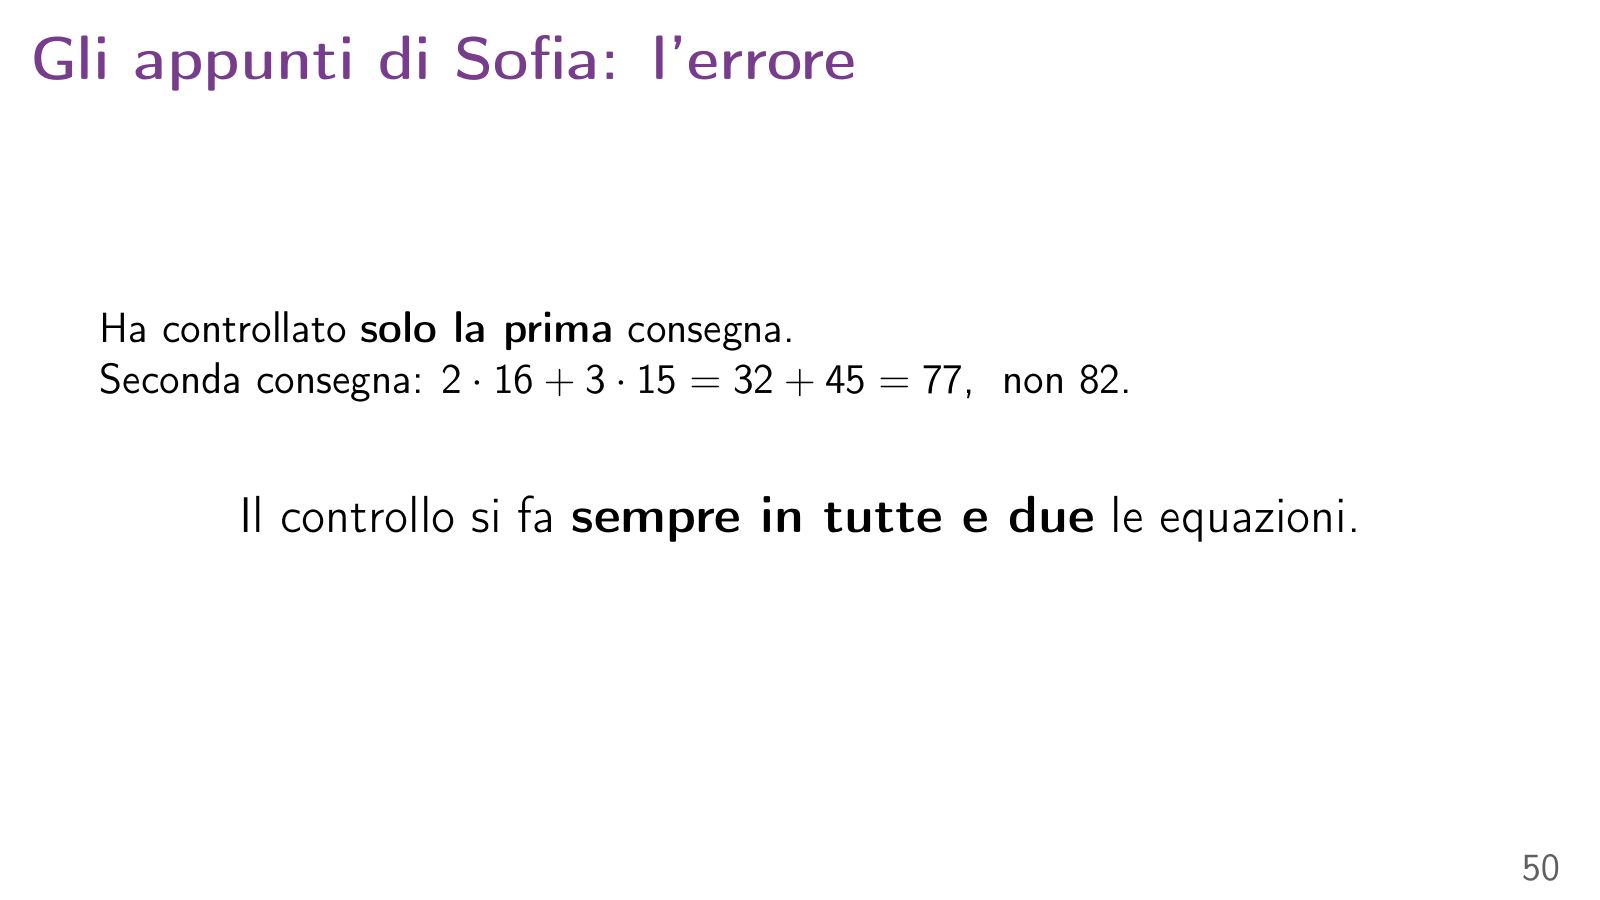 Gli appunti di Sofia: l'errore
Ha controllato solo la prima consegna.
Seconda consegna: 2 · 16 + 3 · 15 = 32 + 45 = 77, non 82.
Il controllo si fa sempre in tutte e due le equazioni.
50